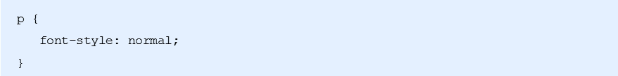 p {
   font-style: normal;
}